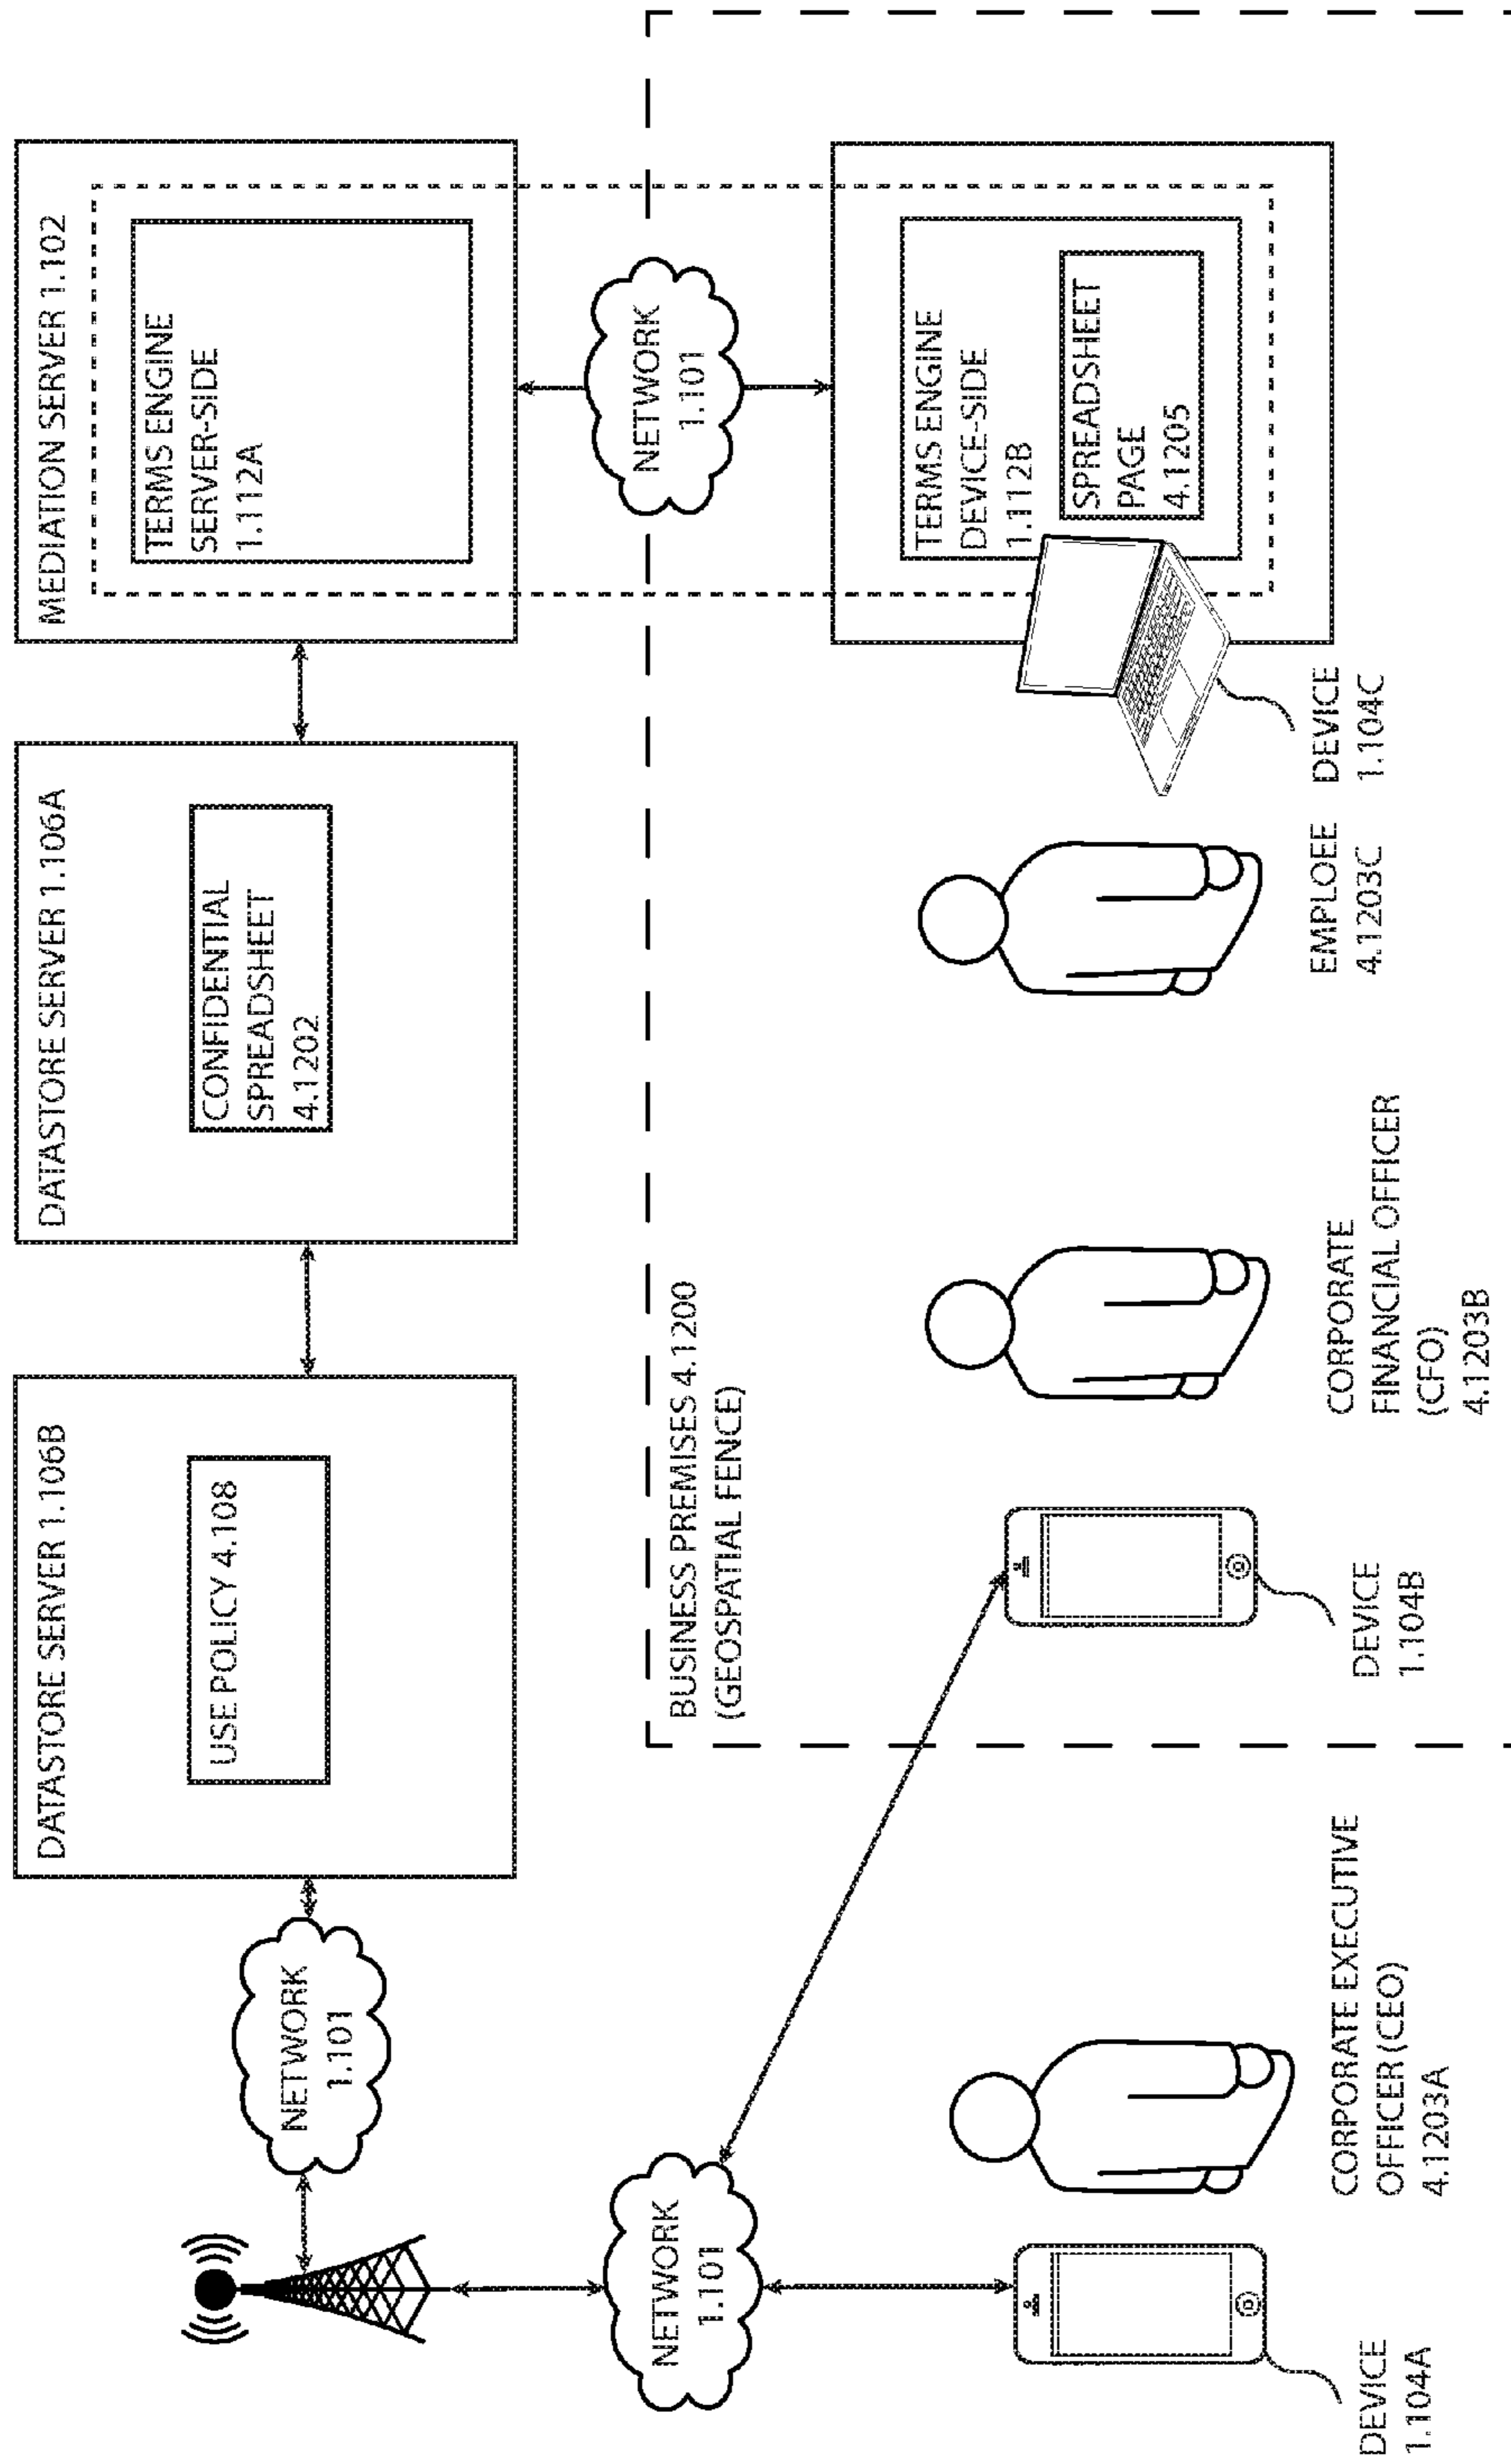 DATASTORE SERVER 1.106B
USE POLICY 4.108
DATASTORE SERVER 1.106A
CONFIDENTIAL
SPREADSHEET
4.1202
MEDIATION SERVER 1.102
TERMS ENGINE
SERVER-SIDE
1.112A
NETWORK
1.101
NETWORK
1.101
NETWORK
1.101
BUSINESS PREMISES 4.1200
(GEOSPATIAL FENCE)
TERMS ENGINE
DEVICE-SIDE
1.112B
SPREADSHEET
PAGE
4.1205
DEVICE
1.104A
CORPORATE EXECUTIVE
OFFICER (CEO)
4.1203A
DEVICE
1.104B
CORPORATE
FINANCIAL OFFICER
(CFO)
4.1203B
EMPLOEE
4.1203C
DEVICE
1.104C